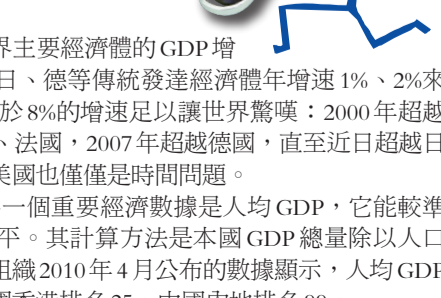 界主要經濟體的GDP增
日、德等傳統發達經濟體年增速1%、2%來
於8%的增速足以讓世界驚嘆：2000年超越
、法國，2007年超越德國，直至近日超越日
美國也僅僅是時間問題。
一個重要經濟數據是人均GDP，它能較準
平。其計算方法是本國GDP總量除以人口
組織2010年4月公布的數據顯示，人均GDP